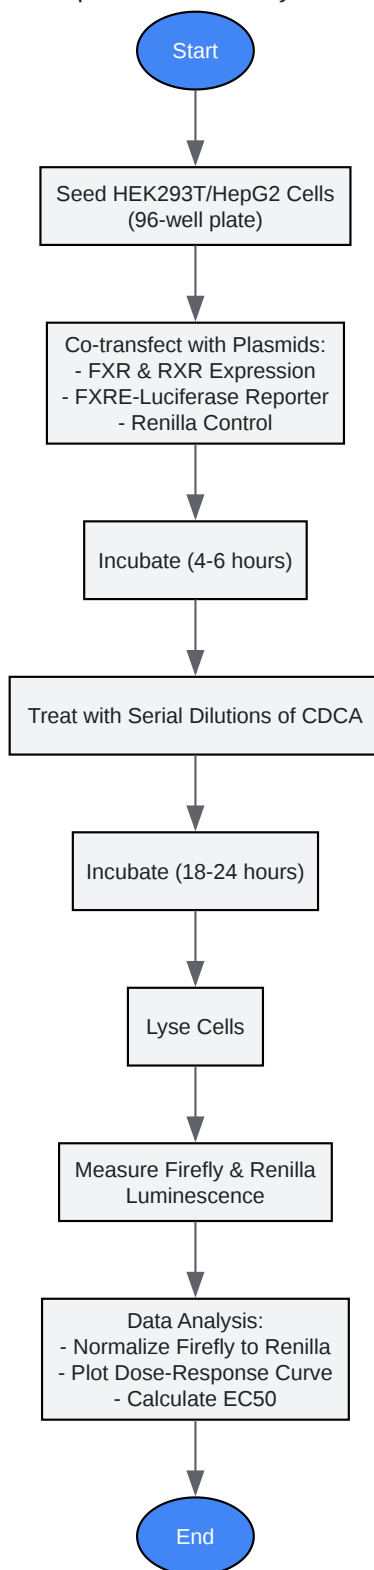 Start
Seed HEK293T/HepG2 Cells
(96-well plate)
Co-transfect with Plasmids:
- FXR & RXR Expression
- FXRE-Luciferase Reporter
- Renilla Control
Incubate (4-6 hours)
Treat with Serial Dilutions of CDCA
Incubate (18-24 hours)
Lyse Cells
Measure Firefly & Renilla
Luminescence
Data Analysis:
- Normalize Firefly to Renilla
- Plot Dose-Response Curve
- Calculate EC50
End